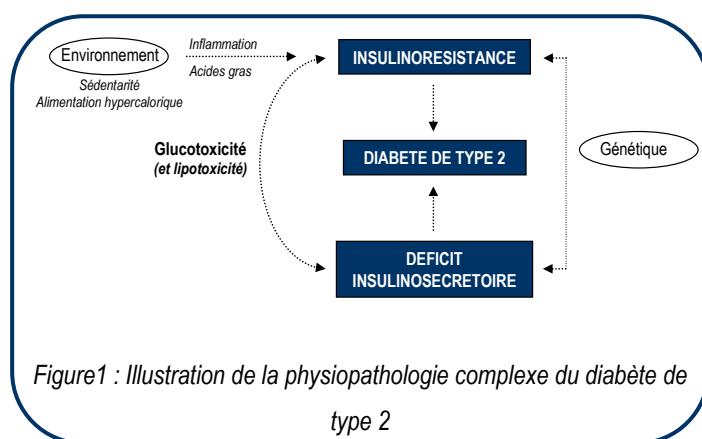 Environnement
Inflammation
Acides gras
INSULINORESISTANCE
Sédentarité
Alimentation hypercalorique
Glucotoxicité
(et lipotoxicité)
DIABETE DE TYPE 2
Génétique
DEFICIT
INSULINOSECRETOIRE
Figure1 : Illustration de la physiopathologie complexe du diabète de
type 2